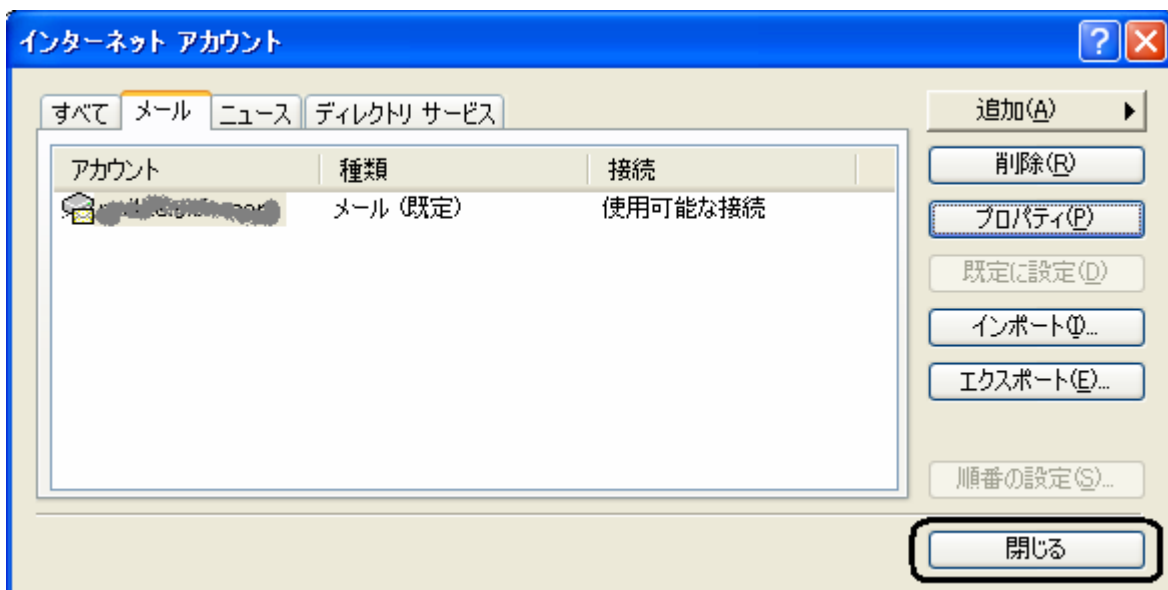 インターネット アカウント
すべて メール ニュース ディレクトリ サービス
追加(A)
アカウント 種類 接続
削除(R)
メール (既定) 使用可能な接続
プロパティ(P)
既定に設定(D)
インポート(I)...
エクスポート(E)...
順番の設定(S)...
閉じる